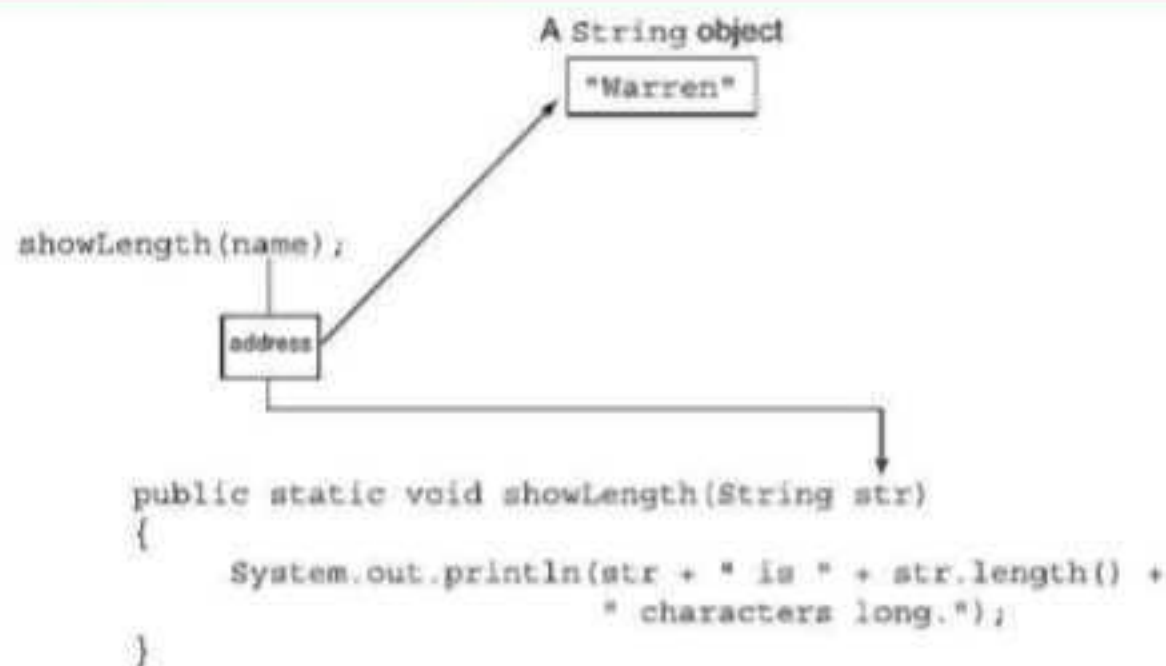 A String object
"Warren"
showLength(name);
address
public static void showLength(String str)
{
System.out.println(str + " is " + str.length() +
" characters long.");
}